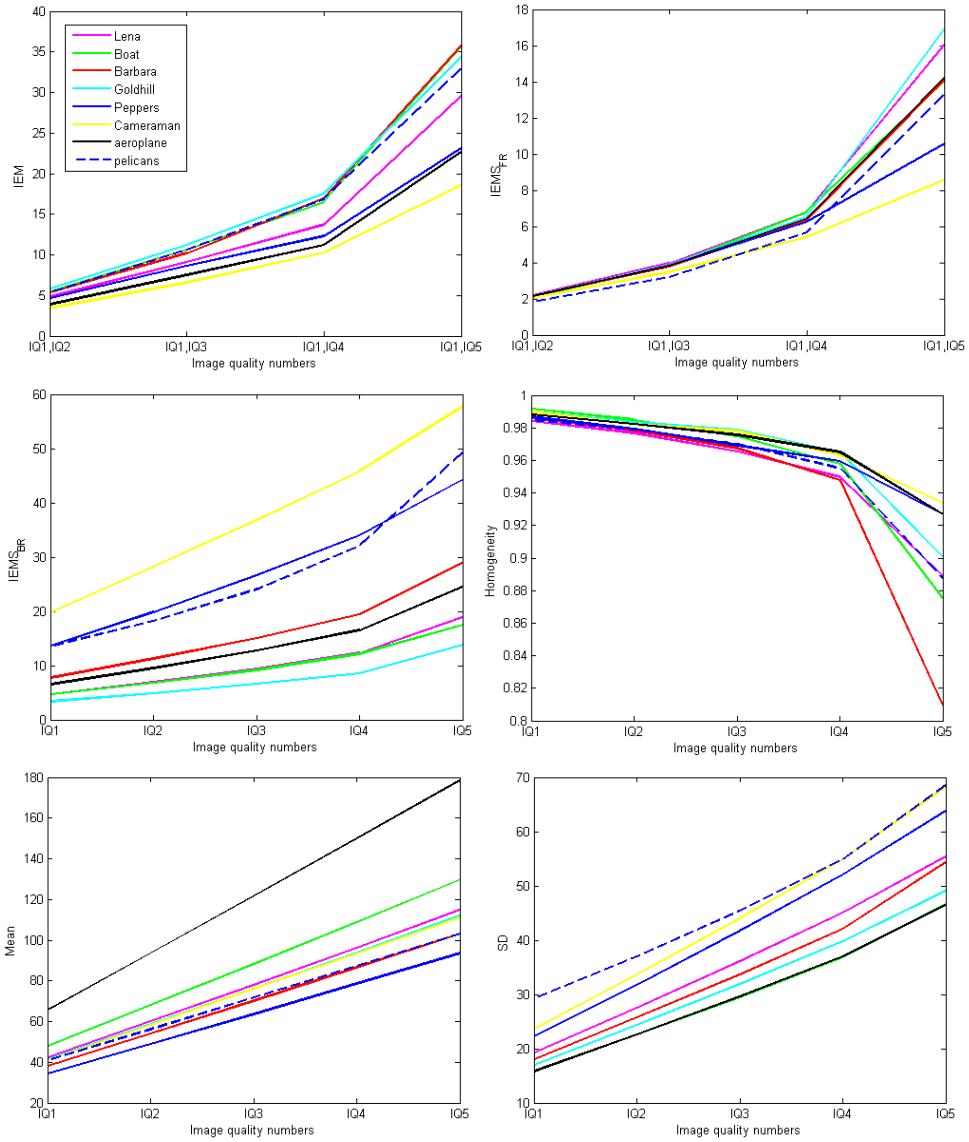 40
35
30
25
20
15
10
5
0
IEM
Lena
Boat
Barbara
Goldhill
Peppers
Cameraman
aeroplane
pelicans
IQ1,IQ2
IQ1,IQ3
IQ1,IQ4
IQ1,IQ5
Image quality numbers
18
16
14
12
10
8
6
4
2
0
IEMS_FR
IQ1,IQ2
IQ1,IQ3
IQ1,IQ4
IQ1,IQ5
Image quality numbers
60
50
40
30
20
10
0
IEMS_BR
IQ1
IQ2
IQ3
IQ4
IQ5
Image quality numbers
1
0.98
0.96
0.94
0.92
0.9
0.88
0.86
0.84
0.82
0.8
Homogeneity
IQ1
IQ2
IQ3
IQ4
IQ5
Image quality numbers
180
160
140
120
100
80
60
40
20
Mean
IQ1
IQ2
IQ3
IQ4
IQ5
Image quality numbers
70
60
50
40
30
20
10
SD
IQ1
IQ2
IQ3
IQ4
IQ5
Image quality numbers